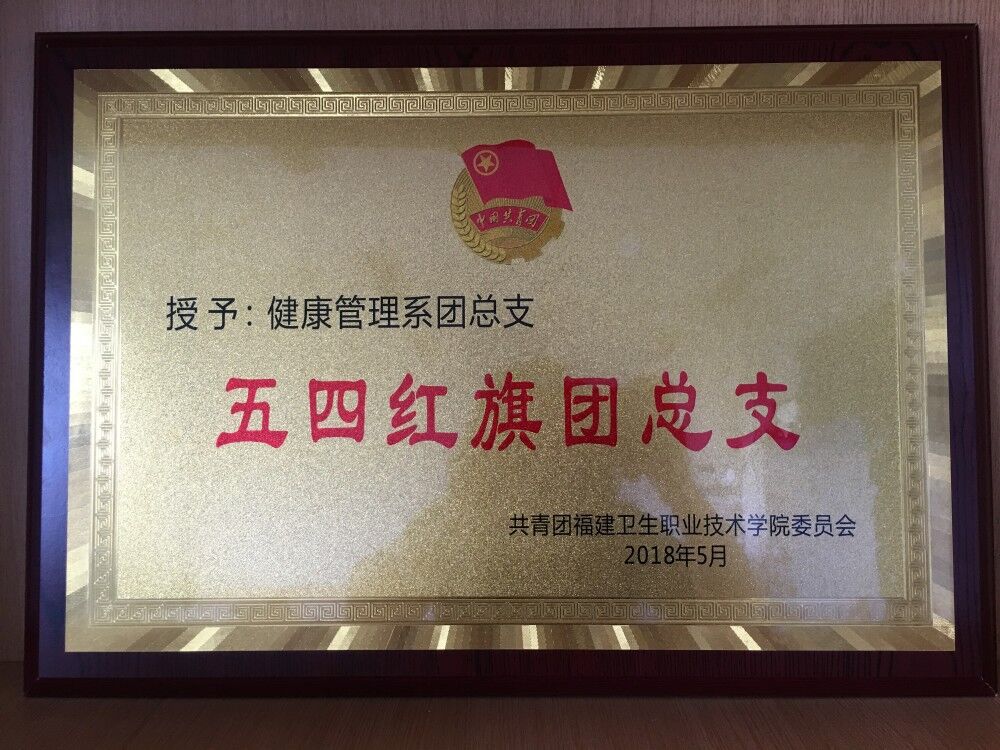 中国共青团
授予：健康管理系团总支
五四红旗团总支
共青团福建卫生职业技术学院委员会
2018年5月